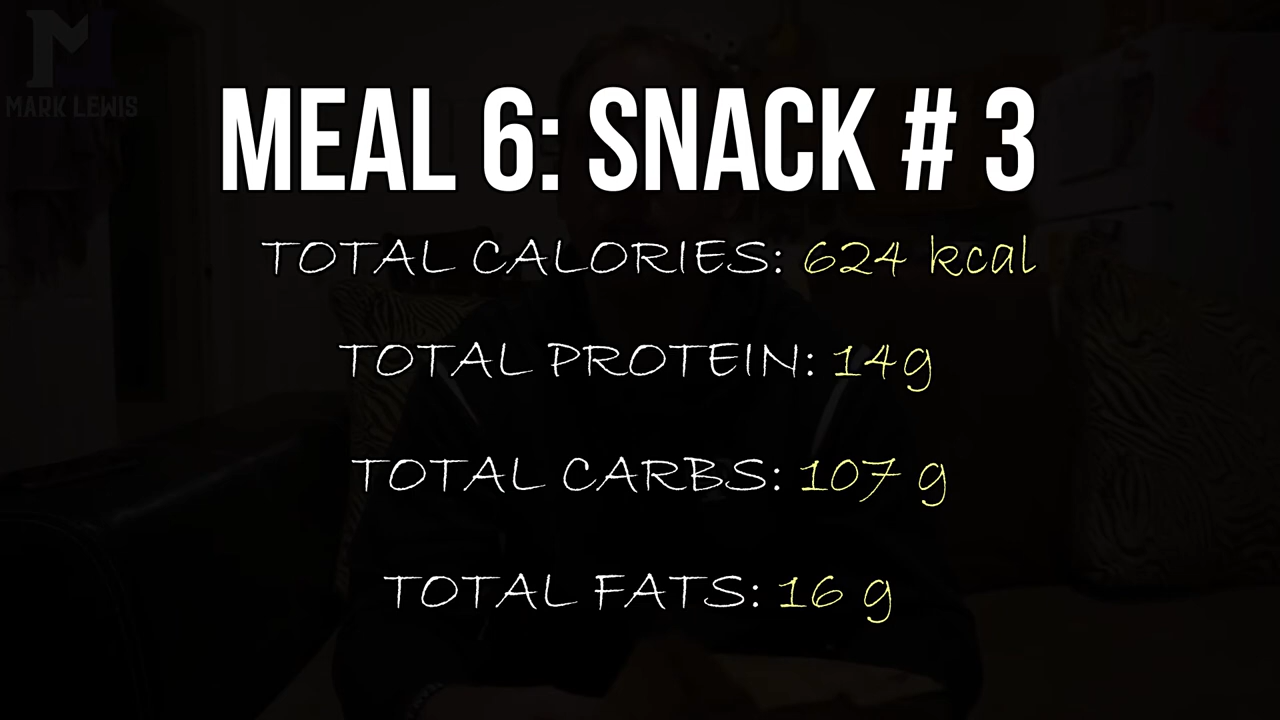 M
MARK LEWIS
MEAL 6: SNACK # 3
TOTAL CALORIES: 624 kcal
TOTAL PROTEIN: 14g
TOTAL CARBS: 107 g
TOTAL FATS: 16 g